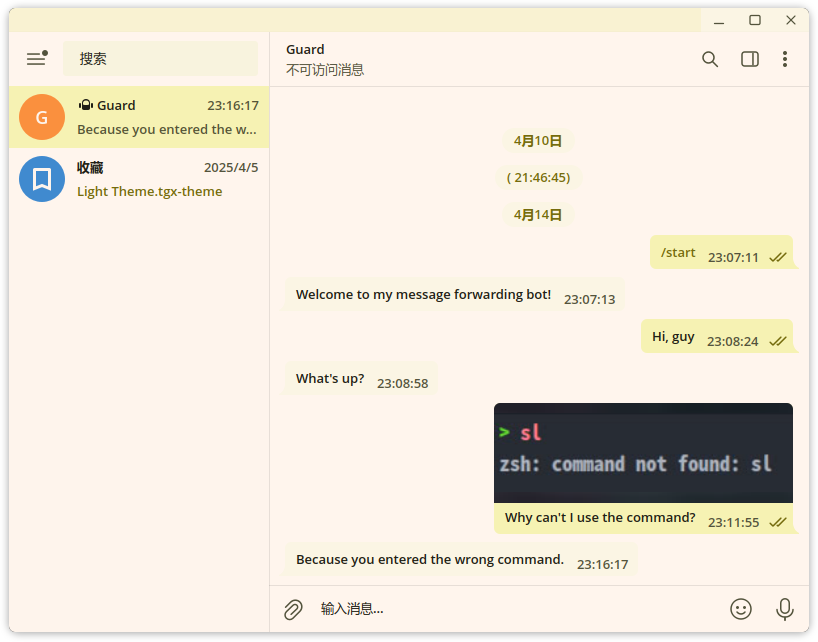 搜索
G
Guard 23:16:17
Because you entered the w...
收藏 2025/4/5
Light Theme.tgx-theme
Guard
不可访问消息
4月10日
( 21:46:45)
4月14日
/start 23:07:11
Welcome to my message forwarding bot! 23:07:13
Hi, guy 23:08:24
What's up? 23:08:58
> sl
zsh: command not found: sl
Why can't I use the command? 23:11:55
Because you entered the wrong command. 23:16:17
输入消息...